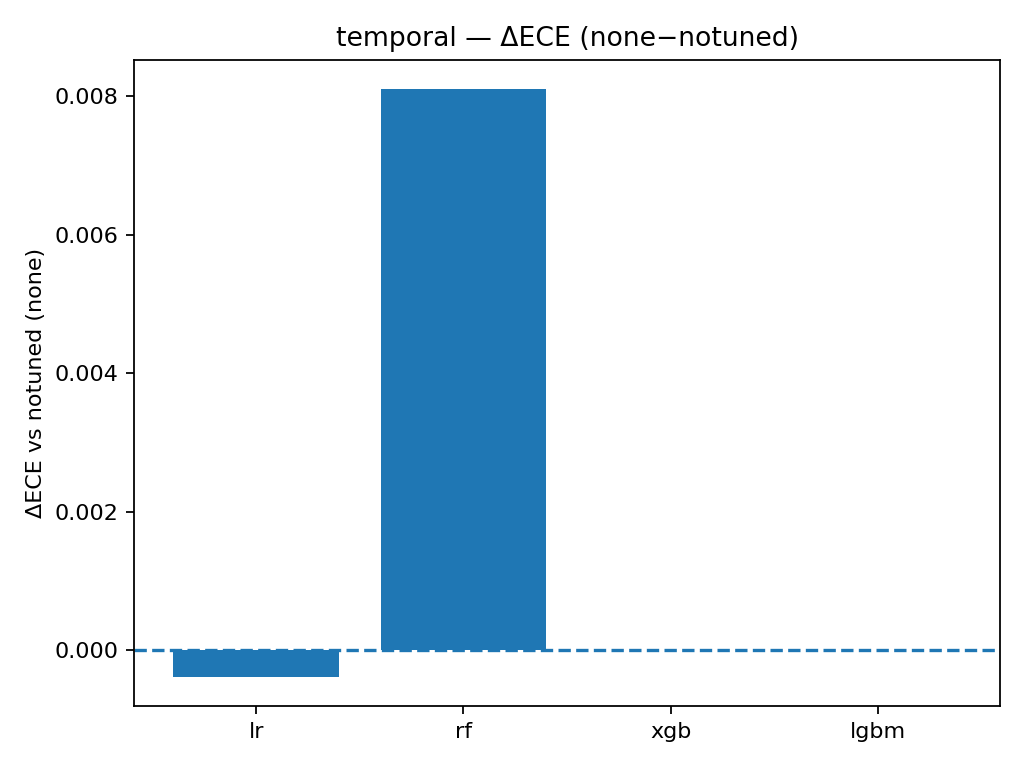 temporal — ΔECE (none−notuned)
ΔECE vs notuned (none)
0.008
0.006
0.004
0.002
0.000
lr rf xgb lgbm